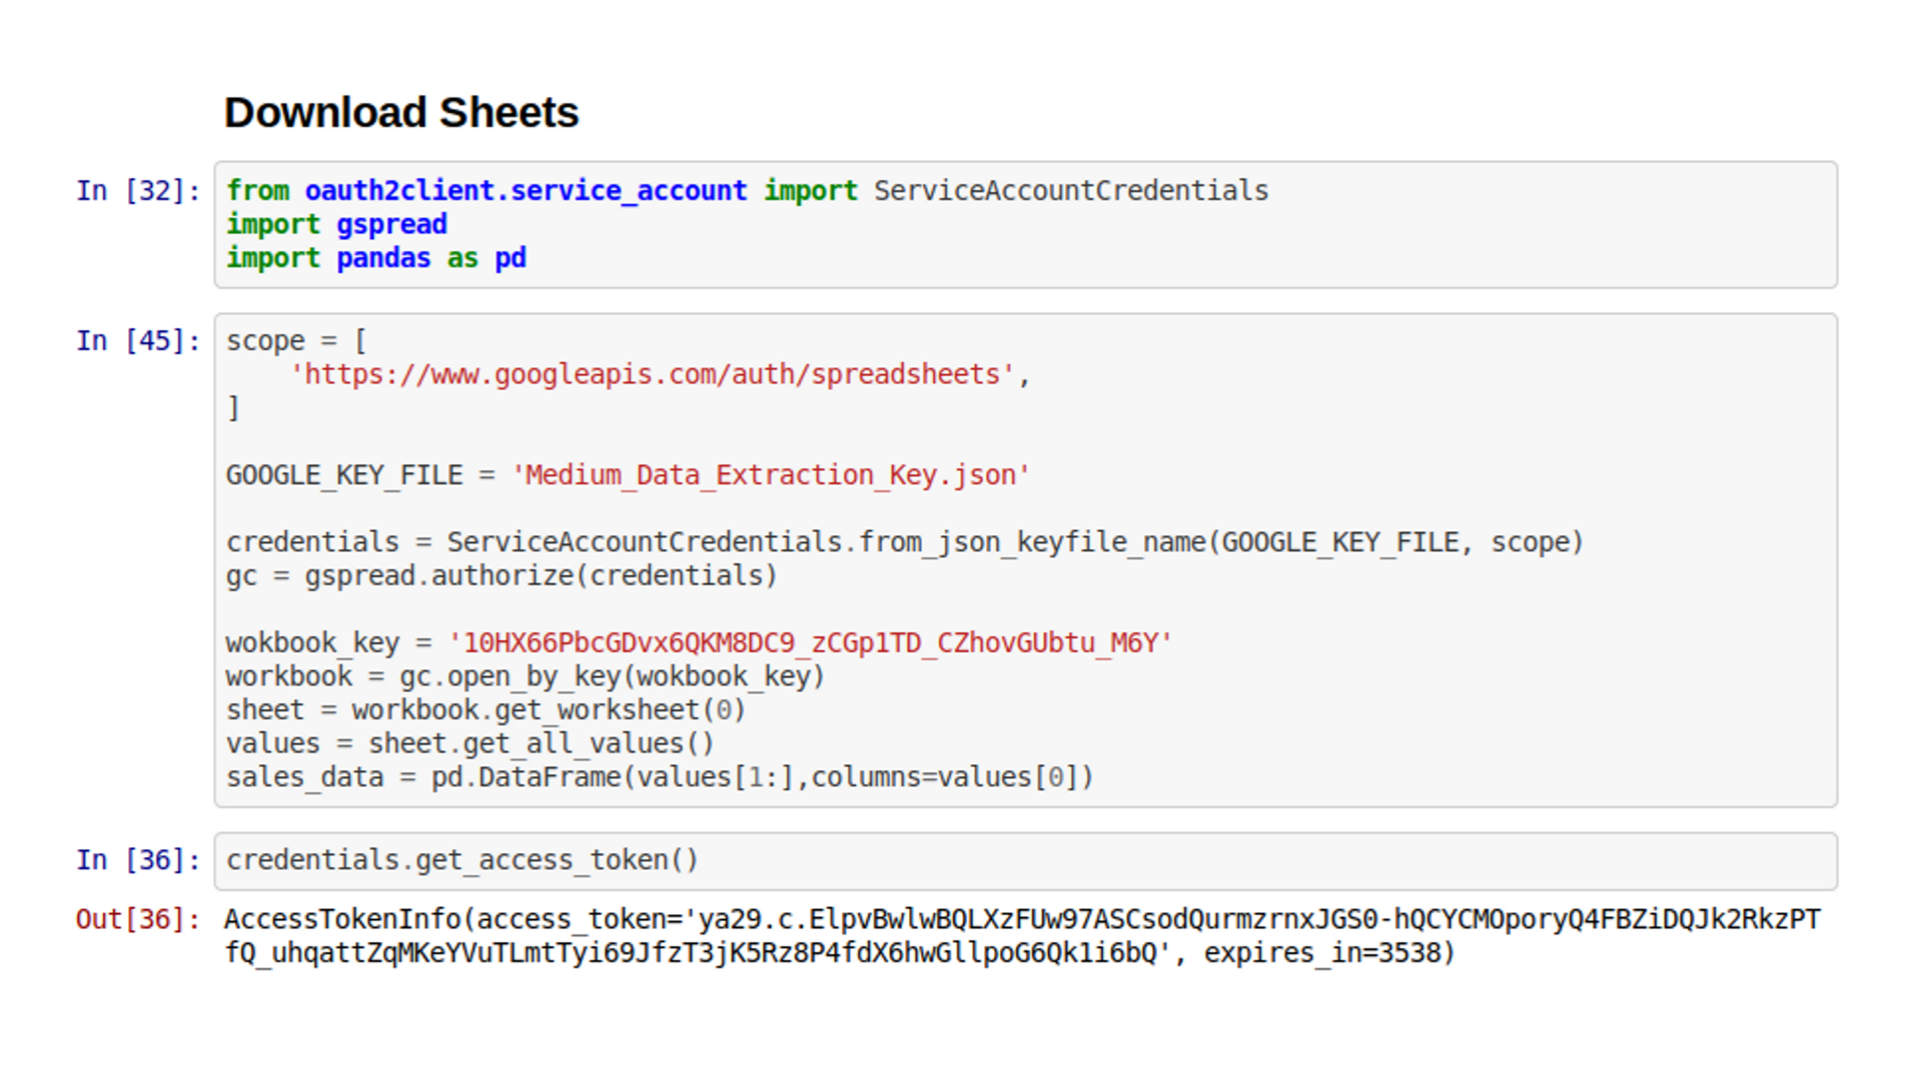 Download Sheets
In [32]:
from oauth2client.service_account import ServiceAccountCredentials
import gspread
import pandas as pd
In [45]:
scope = [
    'https://www.googleapis.com/auth/spreadsheets',
]
GOOGLE_KEY_FILE = 'Medium_Data_Extraction_Key.json'
credentials = ServiceAccountCredentials.from_json_keyfile_name(GOOGLE_KEY_FILE, scope)
gc = gspread.authorize(credentials)
wokbook_key = '10HX66PbcGDvx6QKM8DC9_zCGp1TD_CZhovGUbtu_M6Y'
workbook = gc.open_by_key(wokbook_key)
sheet = workbook.get_worksheet(0)
values = sheet.get_all_values()
sales_data = pd.DataFrame(values[1:],columns=values[0])
In [36]:
credentials.get_access_token()
Out[36]:
AccessTokenInfo(access_token='ya29.c.ElpvBwlwBQLXzFUw97ASCsodQurmzrnxJGS0-hQCYCMOporyQ4FBZiDQJk2RkzPT
fQ_uhqattZqMKeYVuTLmtTyi69JfzT3jK5Rz8P4fdX6hwGllpoG6Qk1i6bQ', expires_in=3538)